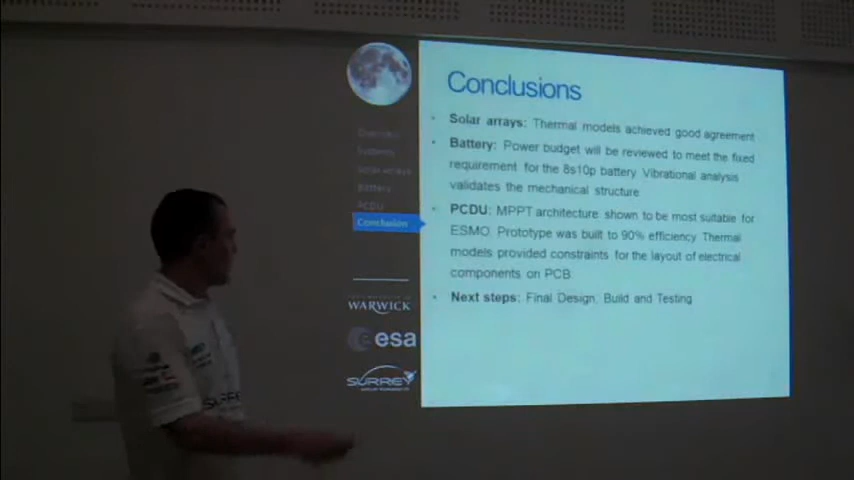 Conclusions
• Solar arrays: Thermal models achieved good agreement
• Battery: Power budget will be reviewed to meet the fixed
requirement for the 8s10p battery. Vibrational analysis
validates the mechanical structure
• PCDU: MPPT architecture shown to be most suitable for
ESMO. Prototype was built to 90% efficiency. Thermal
models provided constraints for the layout of electrical
components on PCB.
• Next steps: Final Design, Build and Testing
Solar arrays
Battery
PCDU
Conclusion
WARWICK
esa
SURREY